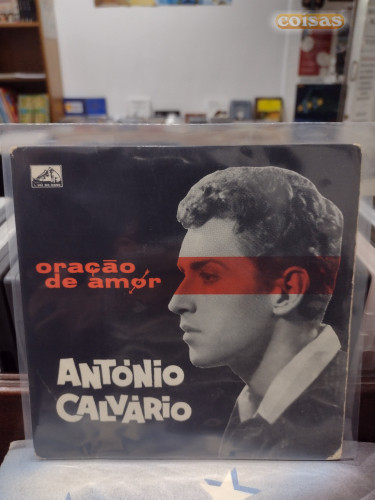 coisas
oração
de amor
ANTÓNIO
CALVÁRIO